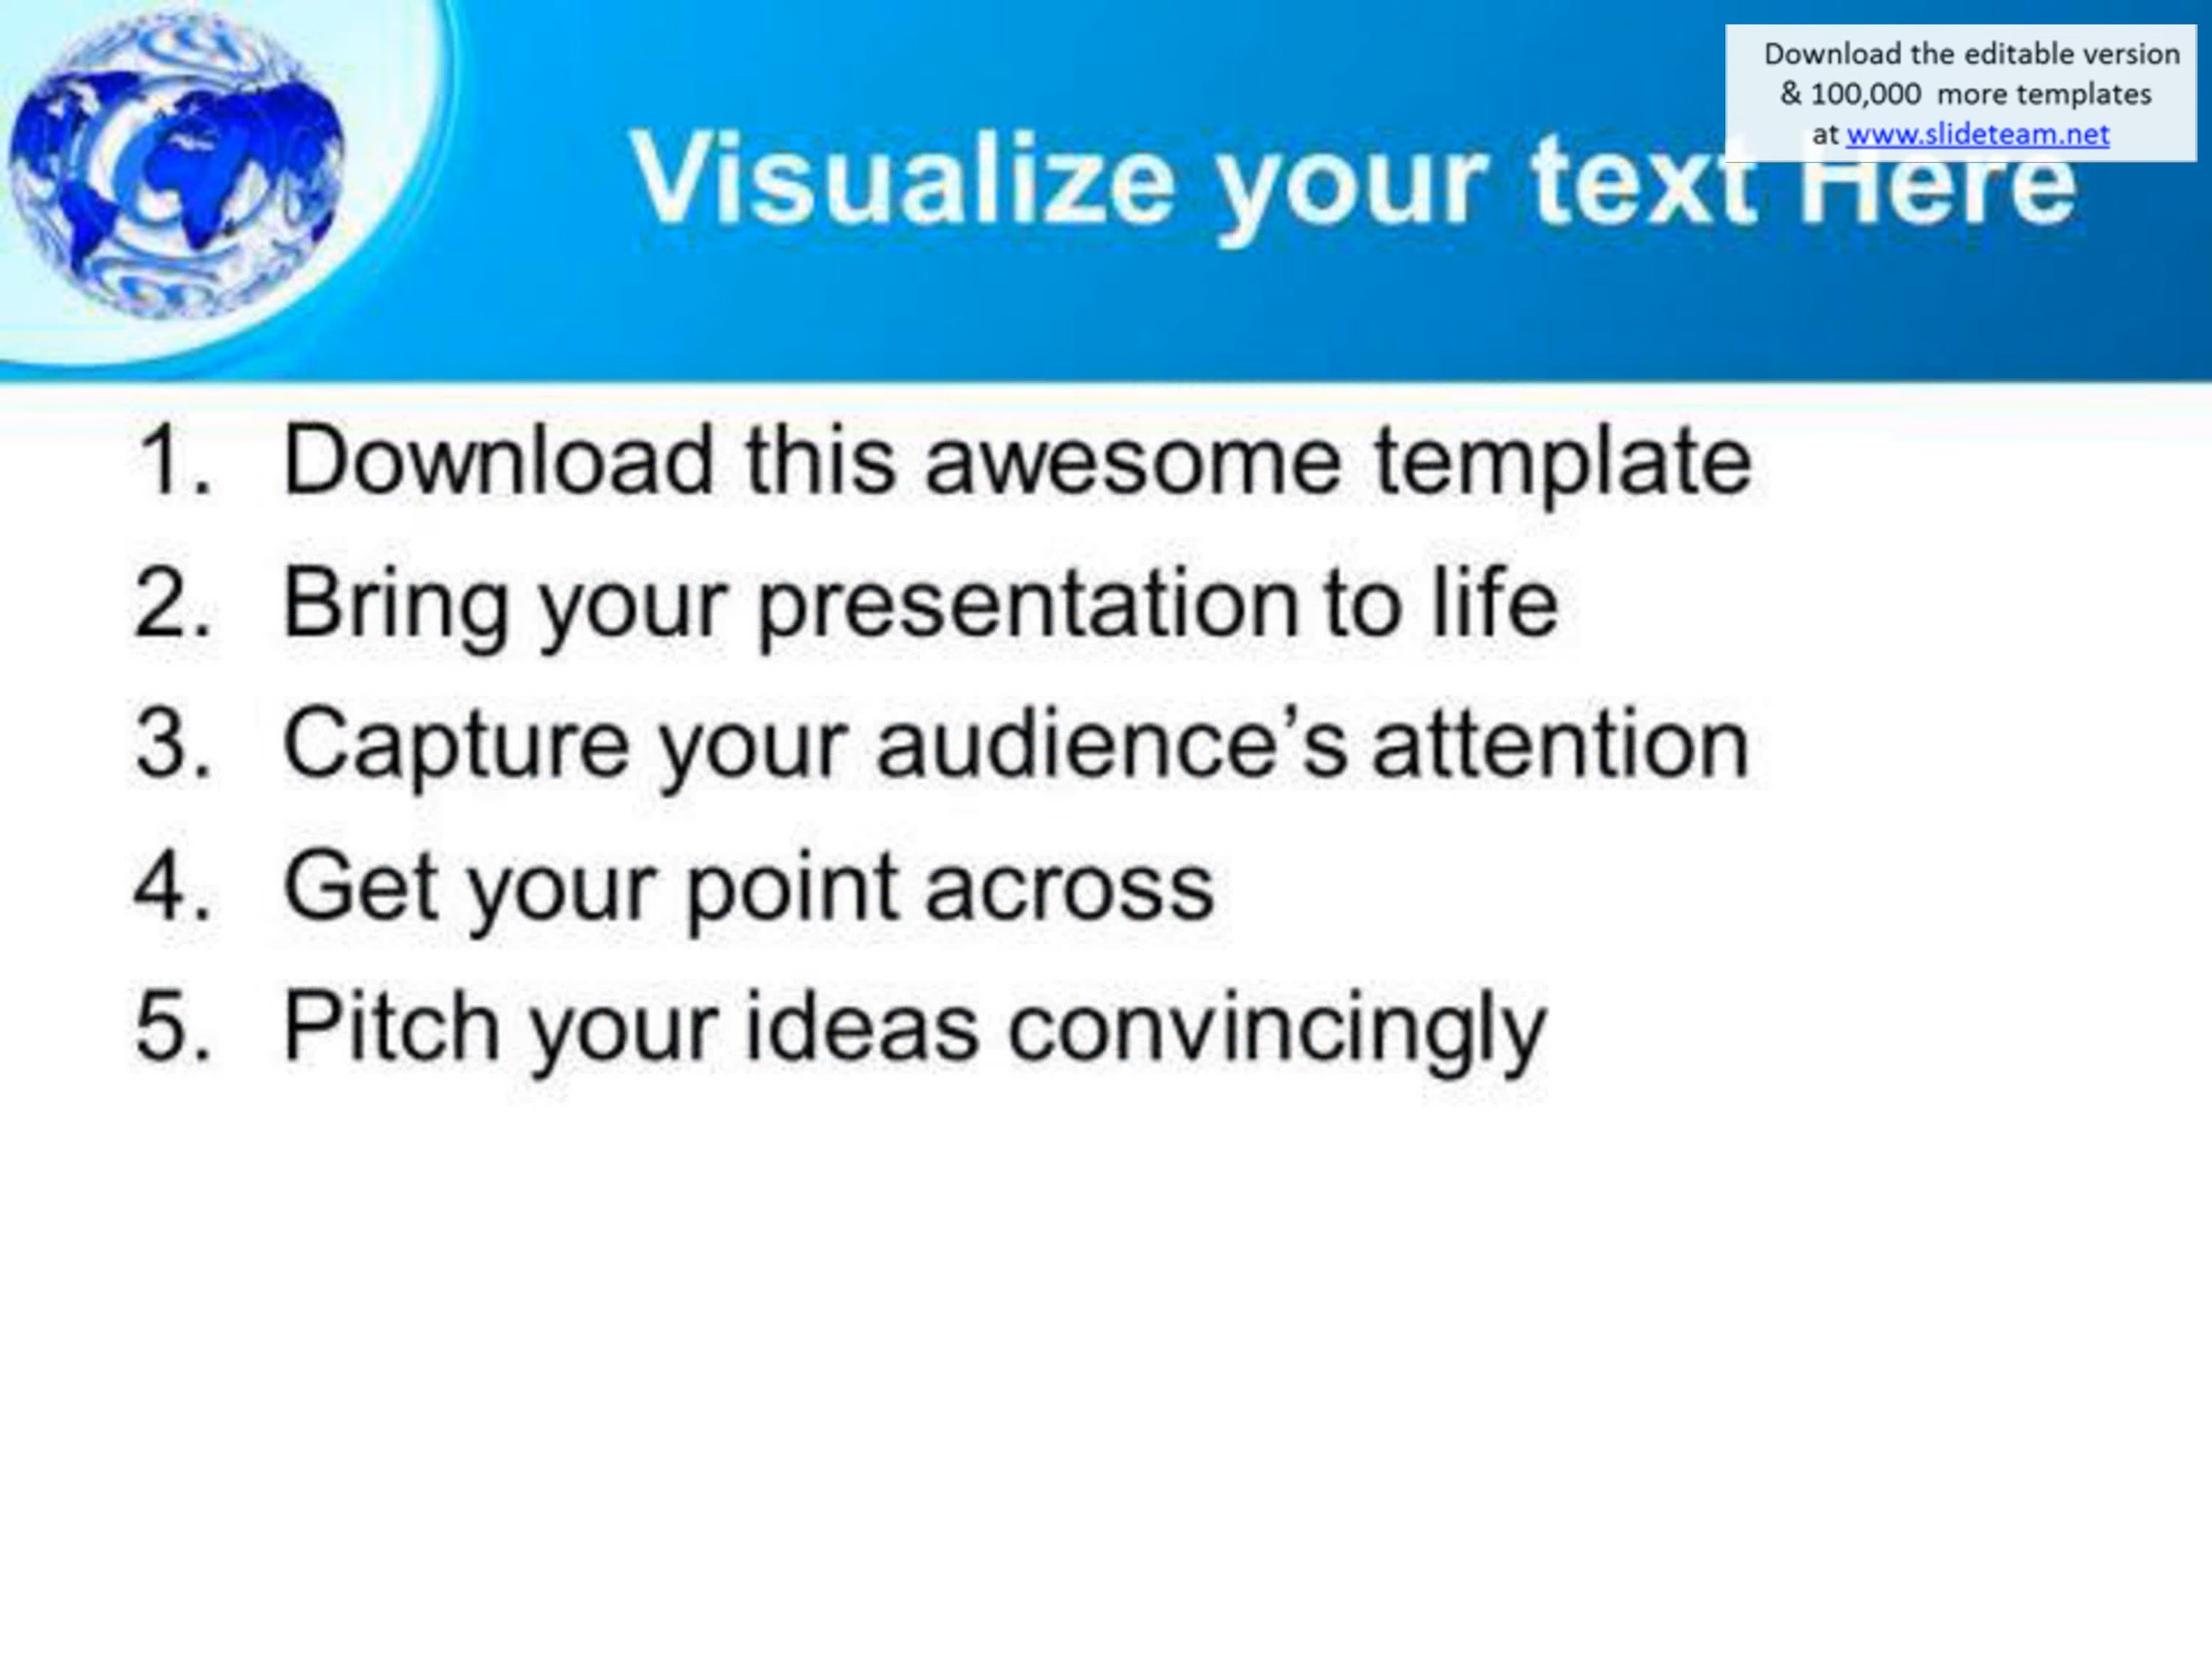 Download the editable version
& 100,000 more templates
at www.slideteam.net
Visualize your text Here
1. Download this awesome template
2. Bring your presentation to life
3. Capture your audience’s attention
4. Get your point across
5. Pitch your ideas convincingly